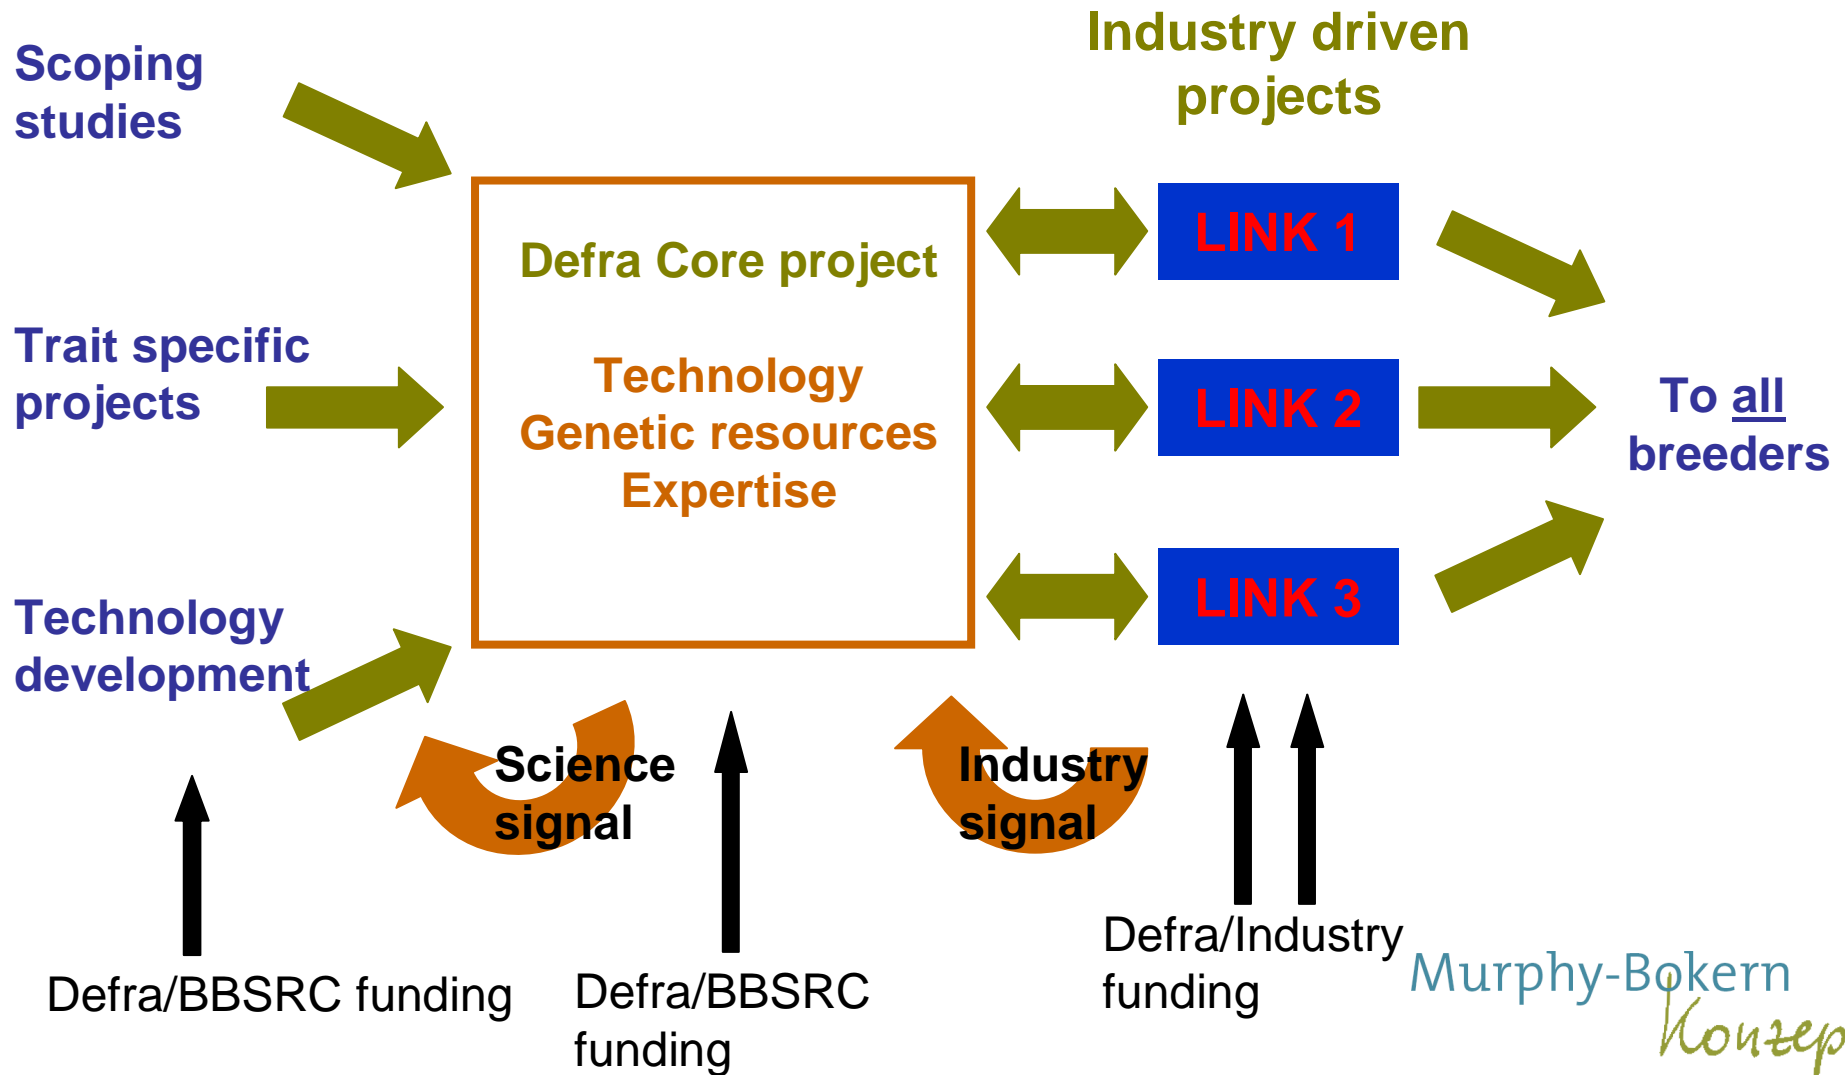 Scoping
studies
Industry driven
projects
Defra Core project
LINK 1
Trait specific
projects
Technology
Genetic resources
Expertise
LINK 2
To all
breeders
Technology
development
LINK 3
Science
signal
Industry
signal
Defra/BBSRC funding
Defra/BBSRC
funding
Defra/Industry
funding
Murphy-Bokern
Konzep